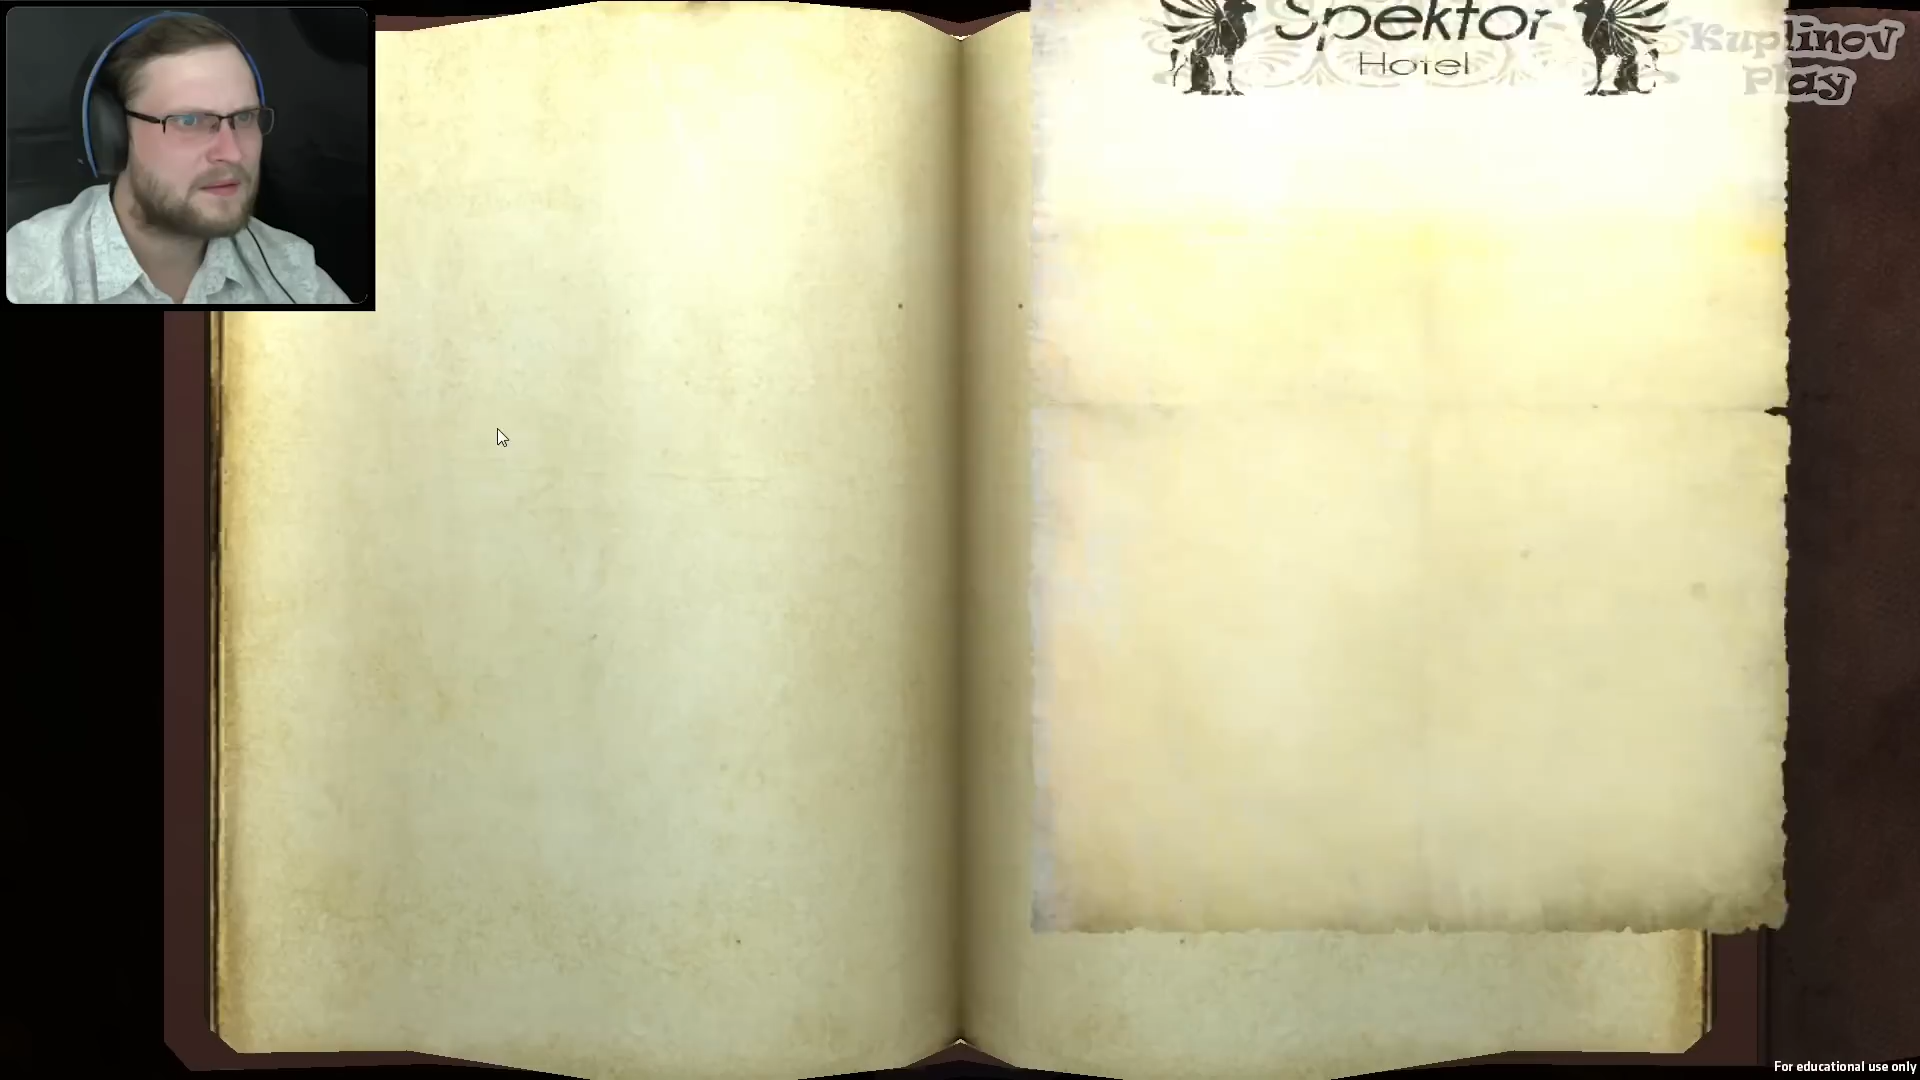 Spektor
Hotel
Kuplinov
Play
For educational use only